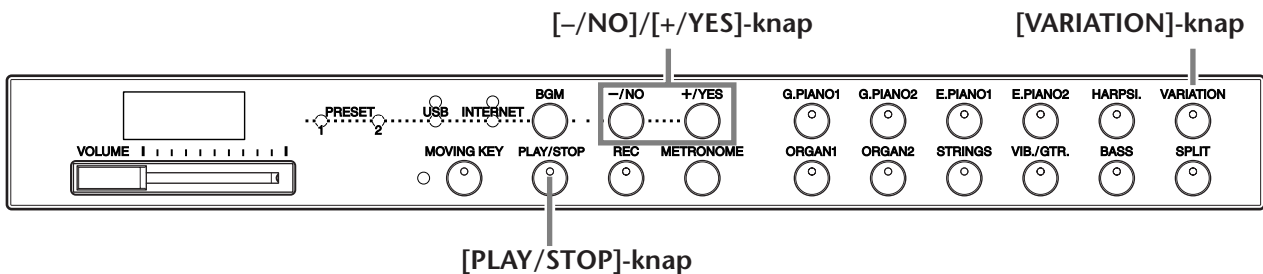 [–/NO]/[+/YES]-knap [VARIATION]-knap
BGM −/NO +/YES G.PIANO1 G.PIANO2 E.PIANO1 E.PIANO2 HARPSI. VARIATION
PRESET USB INTERNET
1 2
VOLUME MOVING KEY PLAY/STOP REC METRONOME ORGAN1 ORGAN2 STRINGS VIB./GTR. BASS SPLIT
[PLAY/STOP]-knap